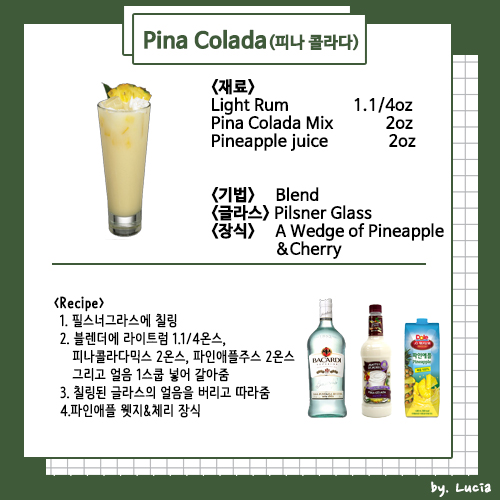 Pina Colada(피나 콜라다)
<재료>
Light Rum 1.1/4oz
Pina Colada Mix 2oz
Pineapple juice 2oz
<기법> Blend
<글라스> Pilsner Glass
<장식> A Wedge of Pineapple
&Cherry
<Recipe>
1. 필스너그라스에 칠링
2. 블렌더에 라이트럼 1.1/4온스,
피나콜라다믹스 2온스, 파인애플주스 2온스
그리고 얼음 1스쿱 넣어 갈아줌
3. 칠링된 글라스의 얼음을 버리고 따라줌
4.파인애플 웻지&체리 장식
BACARDI
Dole
파인애플
by. Lucia